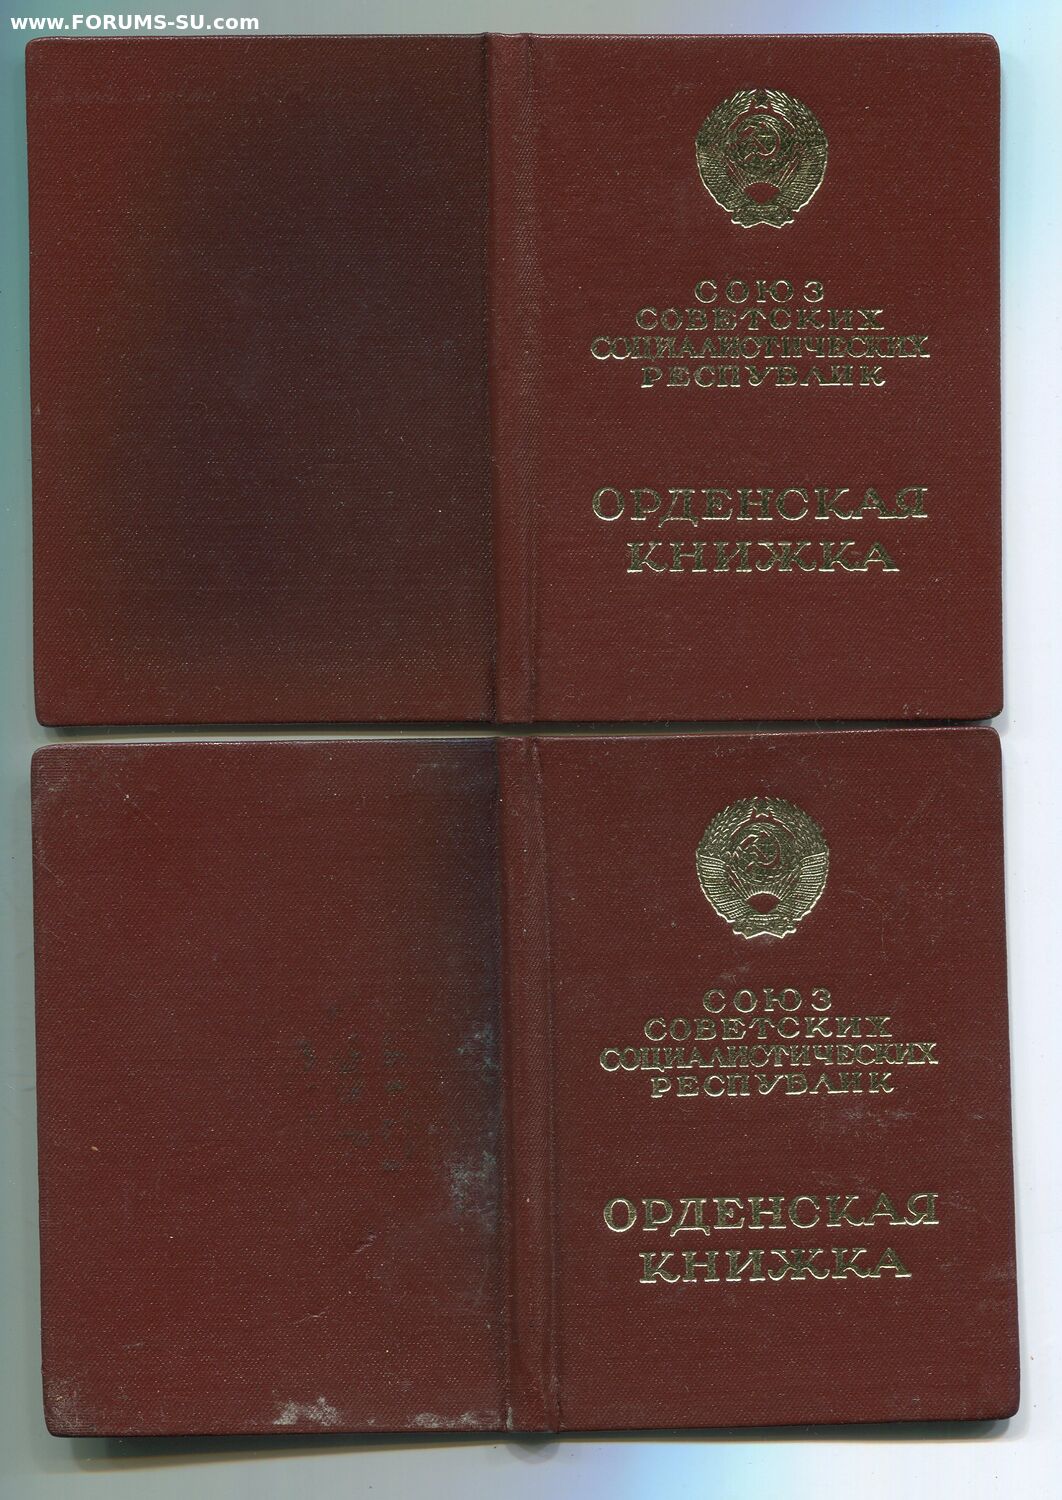 www.FORUMS-SU.com
СОЮЗ
СОВЕТСКИХ
СОЦИАЛИСТИЧЕСКИХ
РЕСПУБЛИК
ОРДЕНСКАЯ
КНИЖКА
СОЮЗ
СОВЕТСКИХ
СОЦИАЛИСТИЧЕСКИХ
РЕСПУБЛИК
ОРДЕНСКАЯ
КНИЖКА